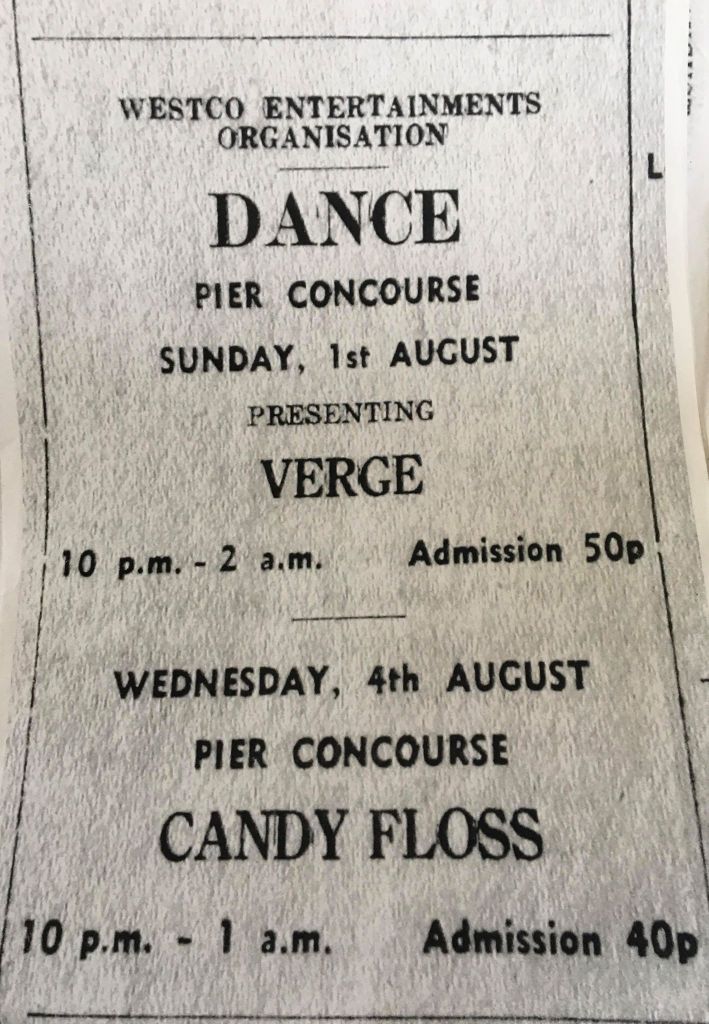 WESTCO ENTERTAINMENTS
ORGANISATION
DANCE
PIER CONCOURSE
SUNDAY, 1st AUGUST
PRESENTING
VERGE
10 p.m. - 2 a.m. Admission 50p
WEDNESDAY, 4th AUGUST
PIER CONCOURSE
CANDY FLOSS
10 p.m. - 1 a.m. Admission 40p
L